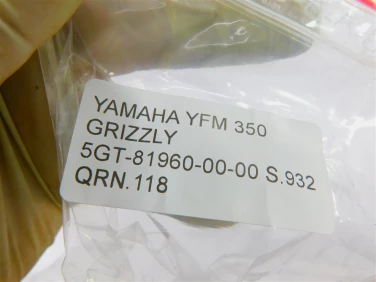 YAMAHA YFM 350
GRIZZLY
5GT-81960-00-00 S.932
QRN.118